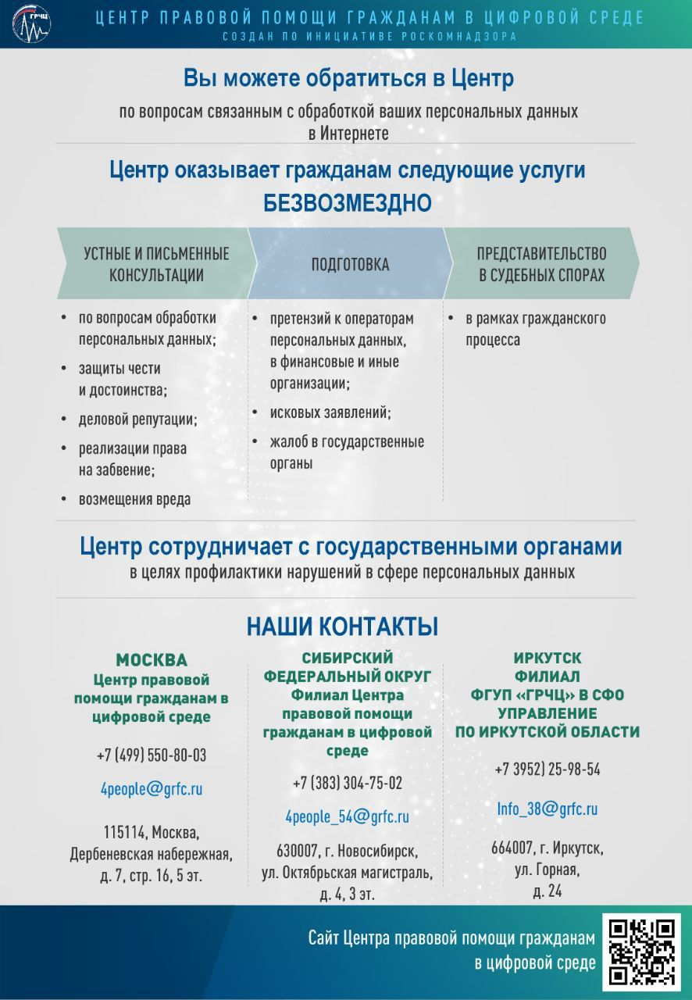 ГРЧЦ
ЦЕНТР ПРАВОВОЙ ПОМОЩИ ГРАЖДАНАМ В ЦИФРОВОЙ СРЕДЕ
СОЗДАН ПО ИНИЦИАТИВЕ РОСКОМНАДЗОРА
Вы можете обратиться в Центр
по вопросам связанным с обработкой ваших персональных данных
в Интернете
Центр оказывает гражданам следующие услуги
БЕЗВОЗМЕЗДНО
УСТНЫЕ И ПИСЬМЕННЫЕ
КОНСУЛЬТАЦИИ
• по вопросам обработки
персональных данных;
• защиты чести
и достоинства;
• деловой репутации;
• реализации права
на забвение;
• возмещения вреда
ПОДГОТОВКА
• претензий к операторам
персональных данных,
в финансовые и иные
организации;
• исковых заявлений;
• жалоб в государственные
органы
ПРЕДСТАВИТЕЛЬСТВО
В СУДЕБНЫХ СПОРАХ
• в рамках гражданского
процесса
Центр сотрудничает с государственными органами
в целях профилактики нарушений в сфере персональных данных
НАШИ КОНТАКТЫ
МОСКВА
Центр правовой
помощи гражданам в
цифровой среде
+7 (499) 550-80-03
4people@grfc.ru
115114, Москва,
Дербеневская набережная,
д. 7, стр. 16, 5 эт.
СИБИРСКИЙ
ФЕДЕРАЛЬНЫЙ ОКРУГ
Филиал Центра
правовой помощи
гражданам в цифровой
среде
+7 (383) 304-75-02
4people_54@grfc.ru
630007, г. Новосибирск,
ул. Октябрьская магистраль,
д. 4, 3 эт.
ИРКУТСК
ФИЛИАЛ
ФГУП «ГРЧЦ» В СФО
УПРАВЛЕНИЕ
ПО ИРКУТСКОЙ ОБЛАСТИ
+7 3952) 25-98-54
Info_38@grfc.ru
664007, г. Иркутск,
ул. Горная,
д. 24
Сайт Центра правовой помощи гражданам
в цифровой среде